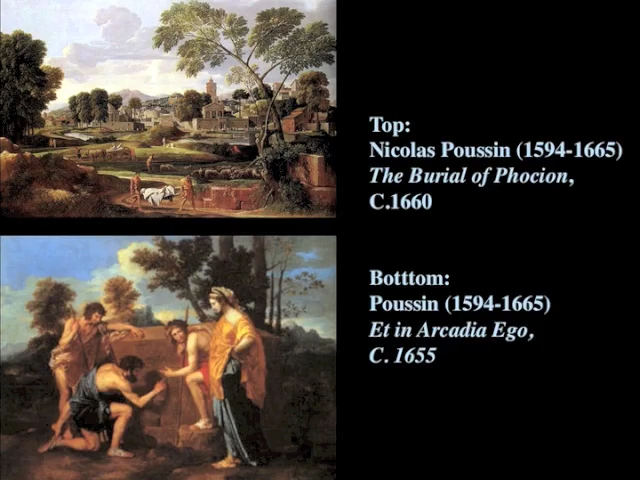 Top:
Nicolas Poussin (1594-1665)
The Burial of Phocion,
C.1660
Botttom:
Poussin (1594-1665)
Et in Arcadia Ego,
C. 1655